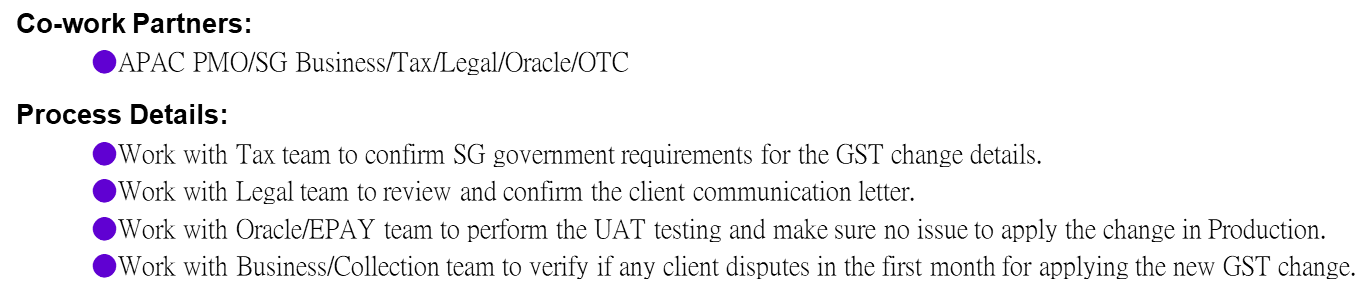 Co-work Partners:
●APAC PMO/SG Business/Tax/Legal/Oracle/OTC
Process Details:
●Work with Tax team to confirm SG government requirements for the GST change details.
●Work with Legal team to review and confirm the client communication letter.
●Work with Oracle/EPAY team to perform the UAT testing and make sure no issue to apply the change in Production.
●Work with Business/Collection team to verify if any client disputes in the first month for applying the new GST change.